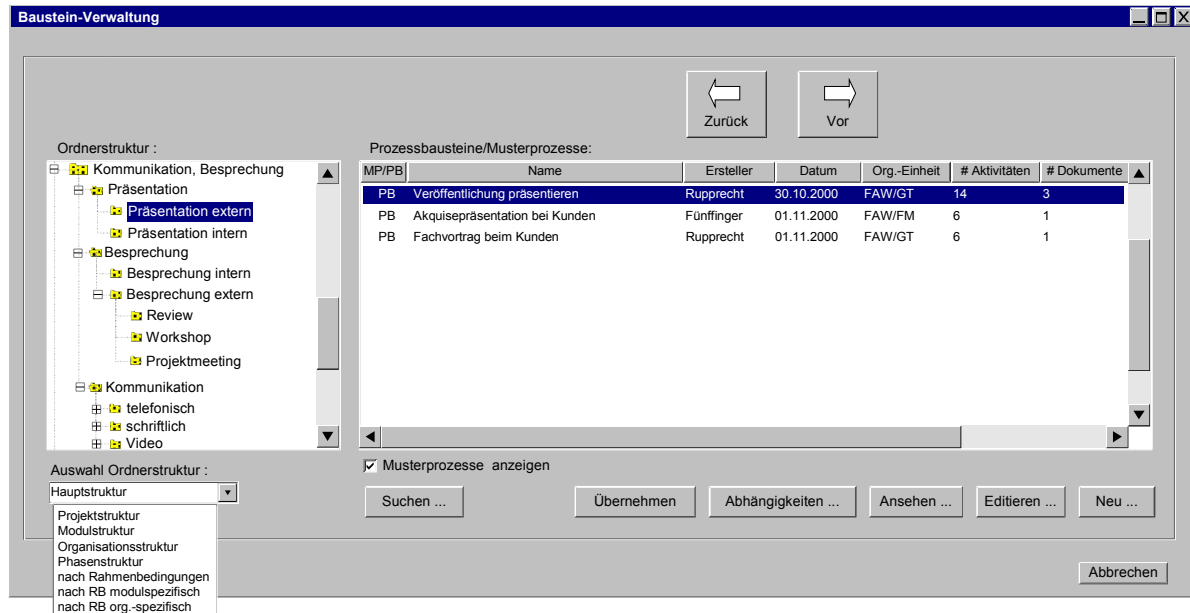 Baustein-Verwaltung
Zurück
Vor
Ordnerstruktur :
Prozessbausteine/Musterprozesse:
Kommunikation, Besprechung
Präsentation
Präsentation extern
Präsentation intern
Besprechung
Besprechung intern
Besprechung extern
Review
Workshop
Projektmeeting
Kommunikation
telefonisch
schriftlich
Video
MP/PB Name Ersteller Datum Org.-Einheit # Aktivitäten # Dokumente
PB Veröffentlichung präsentieren Rupprecht 30.10.2000 FAW/GT 14 3
PB Akquisepräsentation bei Kunden Fünffinger 01.11.2000 FAW/FM 6 1
PB Fachvortrag beim Kunden Rupprecht 01.11.2000 FAW/GT 6 1
Musterprozesse anzeigen
Auswahl Ordnerstruktur :
Hauptstruktur
Projektstruktur
Modulstruktur
Organisationsstruktur
Phasenstruktur
nach Rahmenbedingungen
nach RB modulspezifisch
nach RB org.-spezifisch
Suchen ...
Übernehmen
Abhängigkeiten ...
Ansehen ...
Editieren ...
Neu ...
Abbrechen